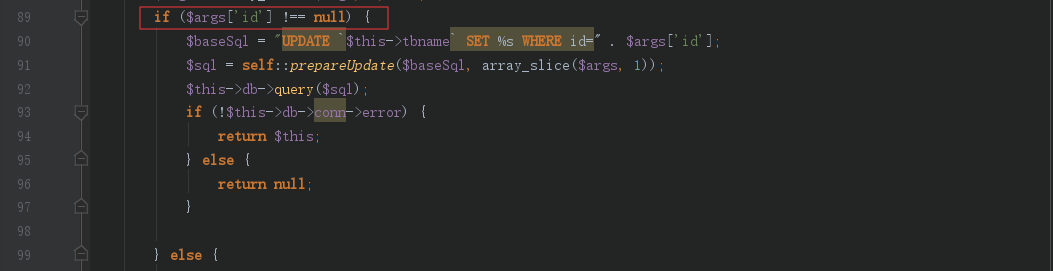 89 if ($args['id'] !== null) {
90 $baseSql = "UPDATE `$this->tbname` SET %s WHERE id=" . $args['id'];
91 $sql = self::prepareUpdate($baseSql, array_slice($args, 1));
92 $this->db->query($sql);
93 if (!$this->db->conn->error) {
94 return $this;
95 } else {
96 return null;
97 }
98
99 } else {